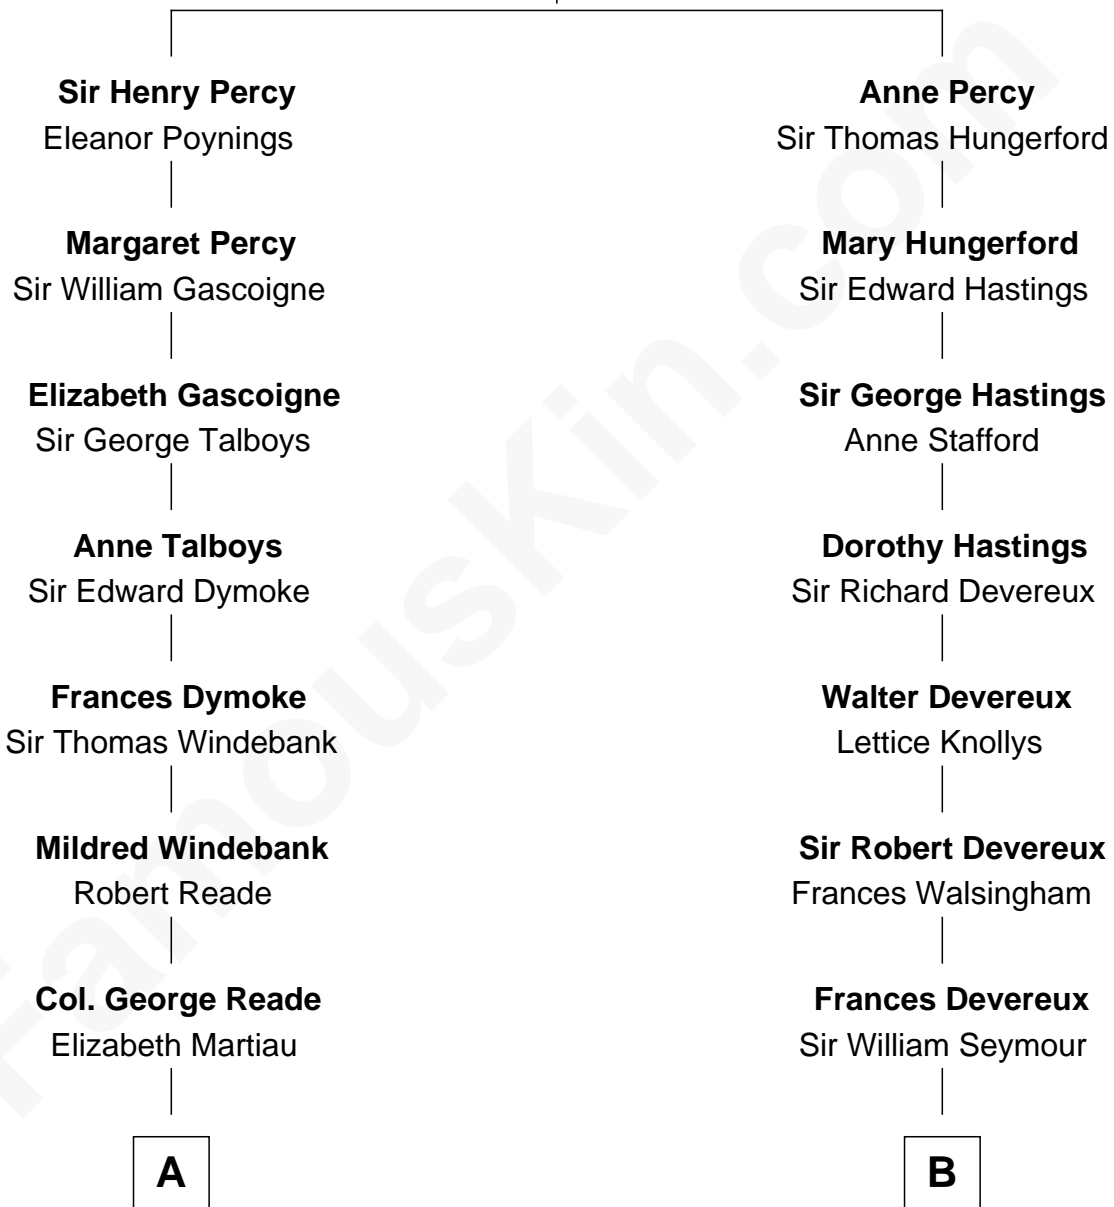 Sir Henry Percy
Eleanor Poynings
Margaret Percy
Sir William Gascoigne
Elizabeth Gascoigne
Sir George Talboys
Anne Talboys
Sir Edward Dymoke
Frances Dymoke
Sir Thomas Windebank
Mildred Windebank
Robert Reade
Col. George Reade
Elizabeth Martiau
A
Anne Percy
Sir Thomas Hungerford
Mary Hungerford
Sir Edward Hastings
Sir George Hastings
Anne Stafford
Dorothy Hastings
Sir Richard Devereux
Walter Devereux
Lettice Knollys
Sir Robert Devereux
Frances Walsingham
Frances Devereux
Sir William Seymour
B
FamousKin.com